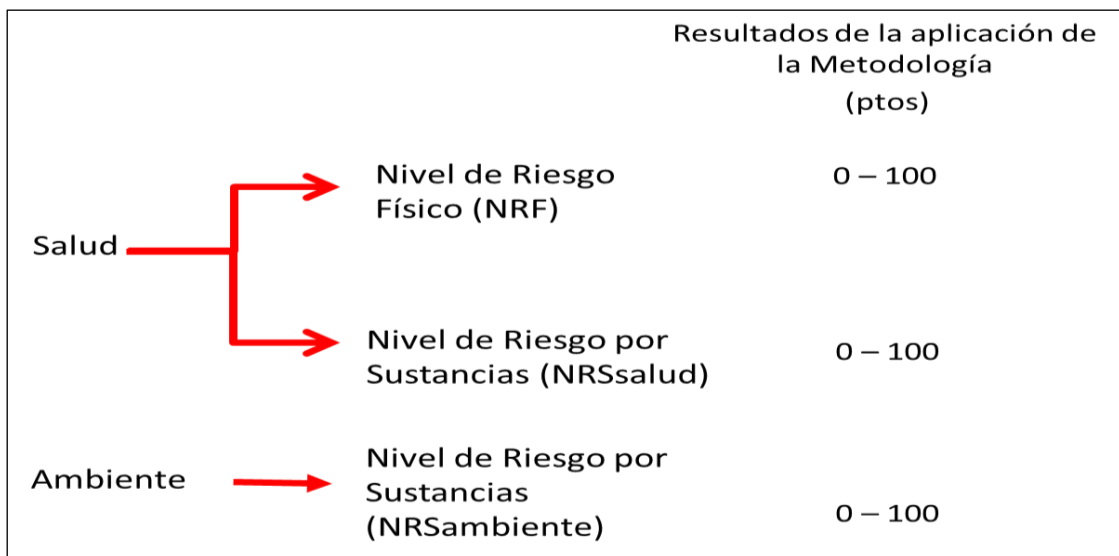 Resultados de la aplicación de
la Metodología
(ptos)
Salud
Nivel de Riesgo
Físico (NRF)
0 – 100
Nivel de Riesgo por
Sustancias (NRSsalud)
0 – 100
Ambiente
Nivel de Riesgo por
Sustancias
(NRSambiente)
0 – 100